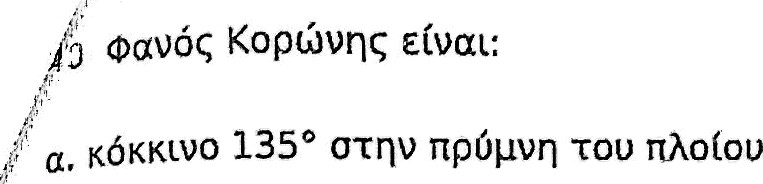 Φανός Κορώνης είναι:
α. κόκκινο 135° στην πρύμνη του πλοίου